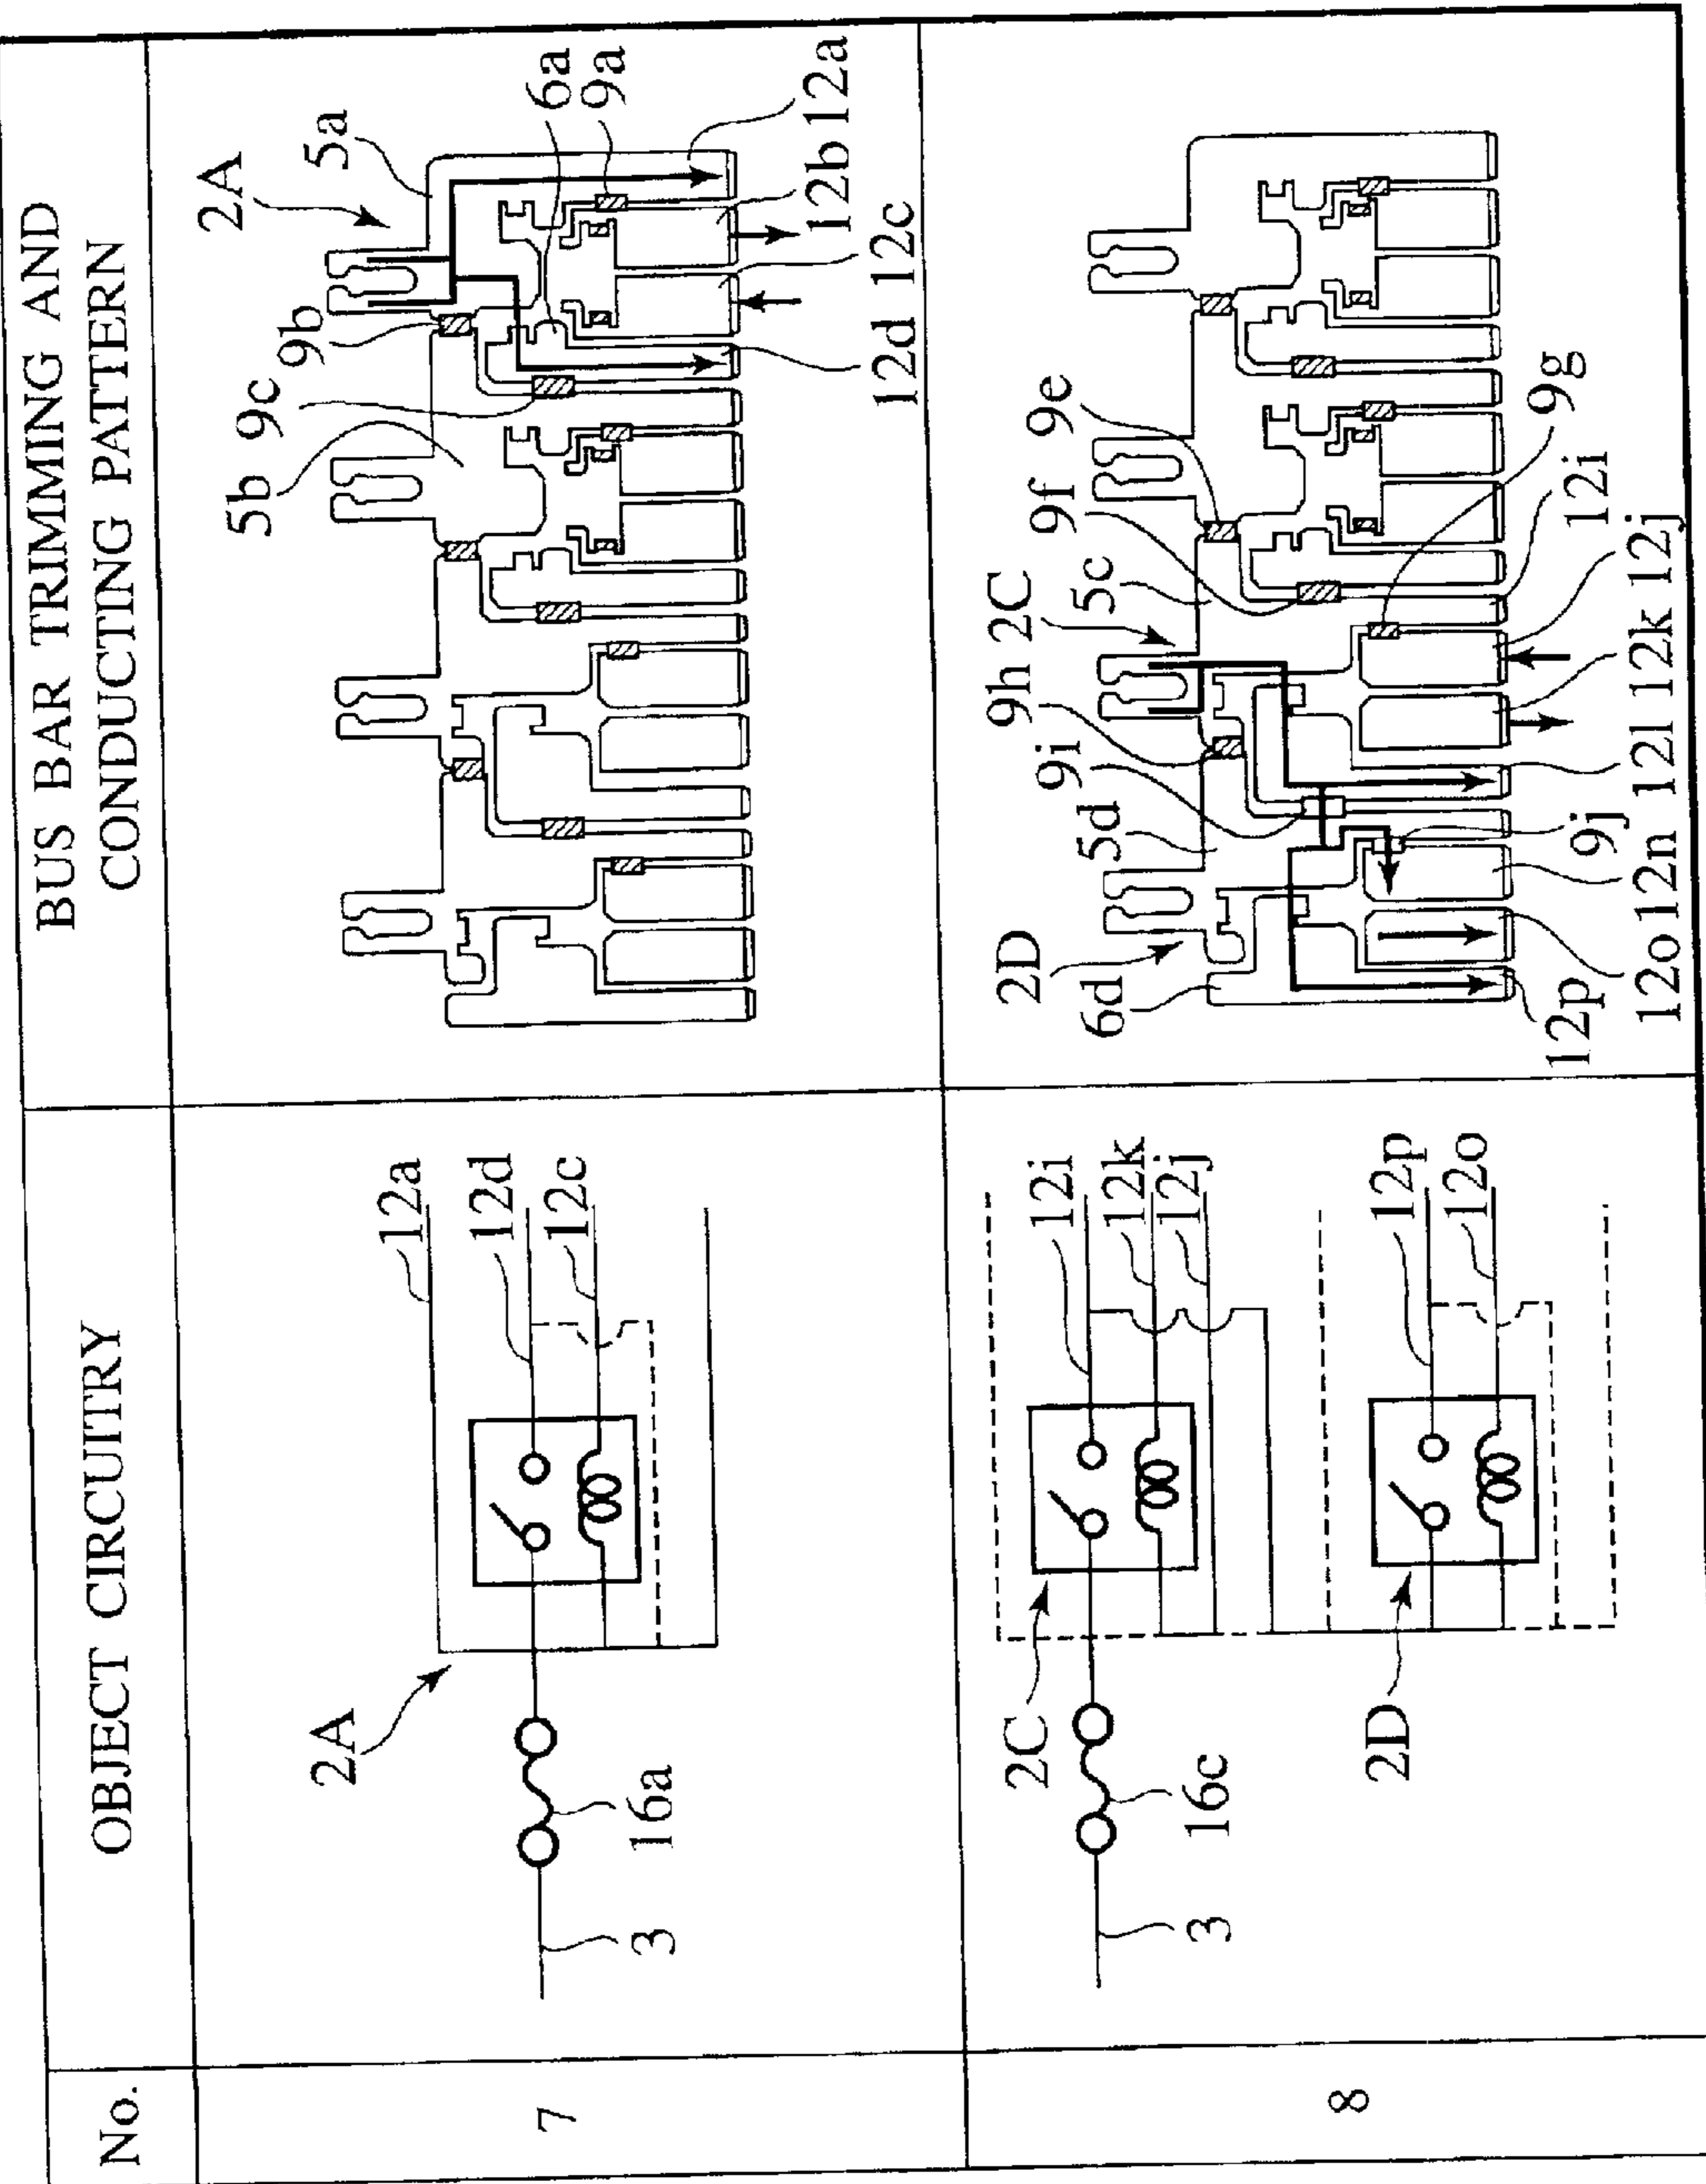 No.
OBJECT CIRCUITRY
BUS BAR TRIMMING AND
CONDUCTING PATTERN
7
3
16a
2A
12a
12d
12c
5b
9c
9b
2A
5a
6a
9a
12d 12c
12b 12a
8
3
16c
2C
2D
12i
12k
12j
12p
12o
2D
6d
5d
9i
9h 2C
5c
9f
9e
9g
12p
12o 12n
9j
12l 12k 12j
12i